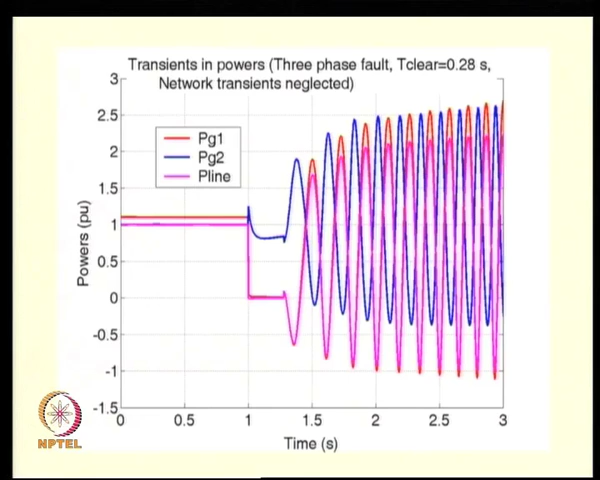 Transients in powers (Three phase fault, Tclear=0.28 s,
Network transients neglected)
3
2.5
2
1.5
1
0.5
0
-0.5
-1
-1.5
Powers (pu)
Pg1
Pg2
Pline
0 0.5 1 1.5 2 2.5 3
Time (s)
NPTEL